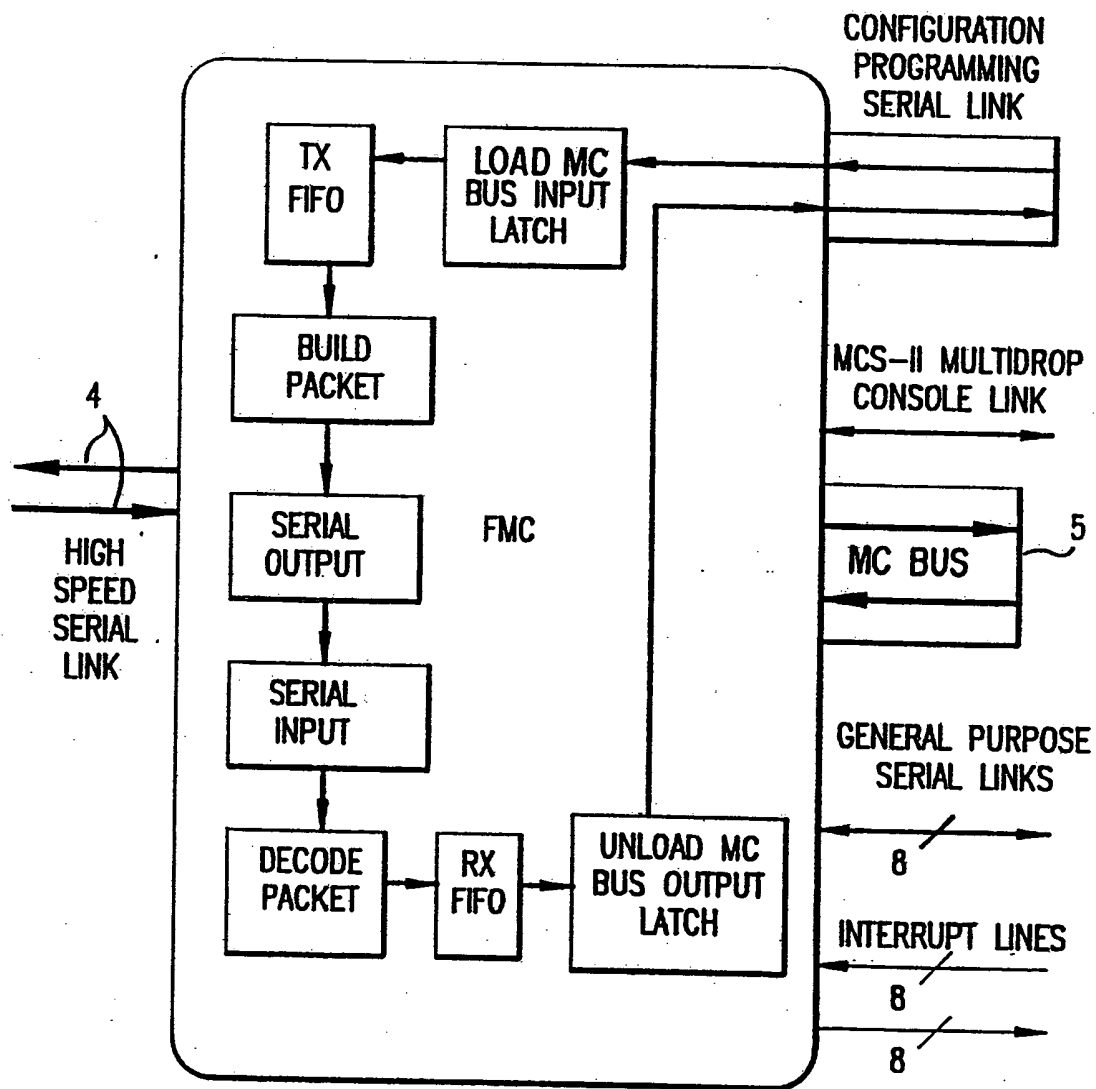 CONFIGURATION
PROGRAMMING
SERIAL LINK
TX
FIFO
LOAD MC
BUS INPUT
LATCH
BUILD
PACKET
MCS-II MULTIDROP
CONSOLE LINK
4
HIGH
SPEED
SERIAL
LINK
SERIAL
OUTPUT
FMC
MC BUS
5
SERIAL
INPUT
GENERAL PURPOSE
SERIAL LINKS
8
DECODE
PACKET
RX
FIFO
UNLOAD MC
BUS OUTPUT
LATCH
INTERRUPT LINES
8
8